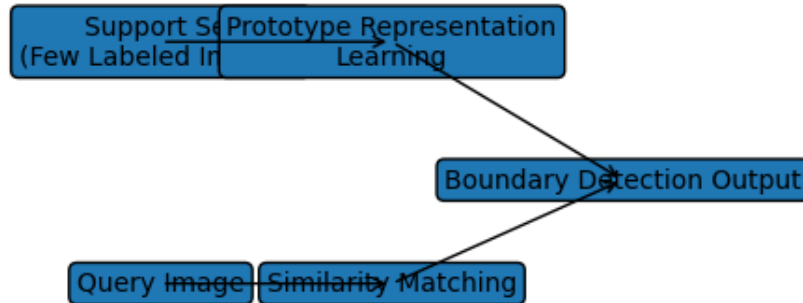 Support Se
(Few Labeled In
Prototype Representation
Learning
Boundary Detection Output
Query Image
Similarity Matching